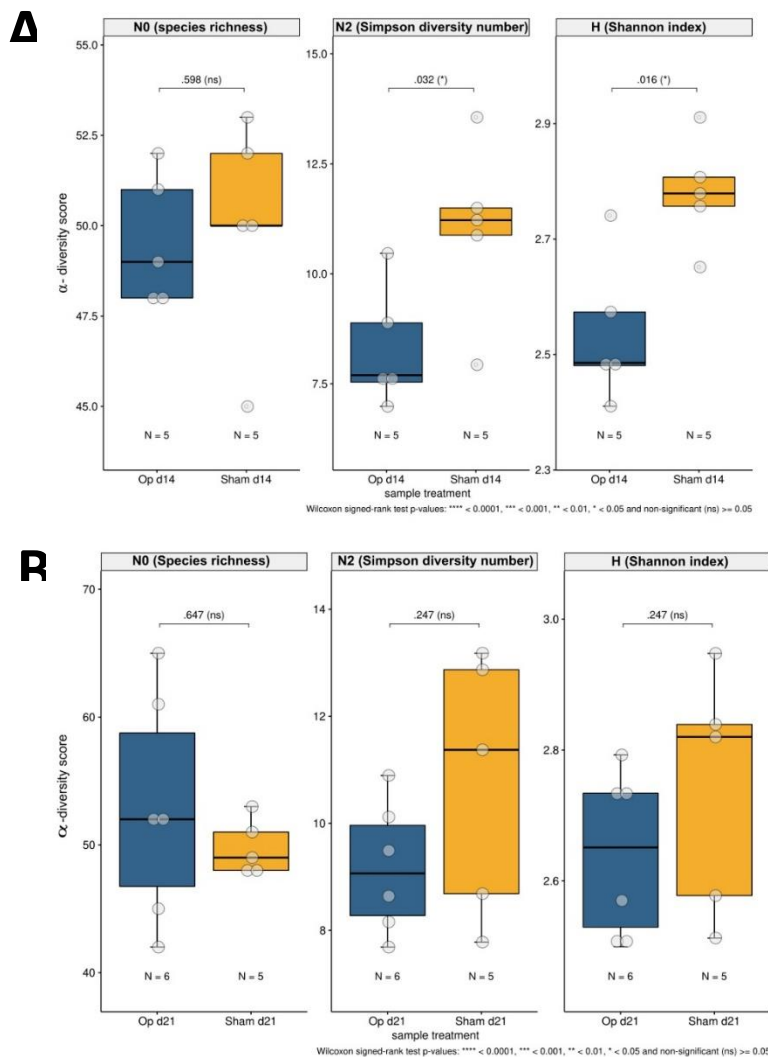 A
N0 (species richness)
N2 (Simpson diversity number)
H (Shannon index)
α- diversity score
55.0
52.5
50.0
47.5
45.0
.598 (ns)
N = 5
N = 5
Op d14
Sham d14
15.0
12.5
10.0
7.5
.032 (*)
N = 5
N = 5
Op d14
Sham d14
sample treatment
2.9
2.7
2.5
2.3
.016 (*)
N = 5
N = 5
Op d14
Sham d14
Wilcoxon signed-rank test p-values: **** < 0.0001, *** < 0.001, ** < 0.01, * < 0.05 and non-significant (ns) >= 0.05
N0 (Species richness)
N2 (Simpson diversity number)
H (Shannon index)
α-diversity score
70
60
50
40
.647 (ns)
N = 6
N = 5
Op d21
Sham d21
14
12
10
8
.247 (ns)
N = 6
N = 5
Op d21
Sham d21
sample treatment
3.0
2.8
2.6
.247 (ns)
N = 6
N = 5
Op d21
Sham d21
Wilcoxon signed-rank test p-values: **** < 0.0001, *** < 0.001, ** < 0.01, * < 0.05 and non-significant (ns) >= 0.05